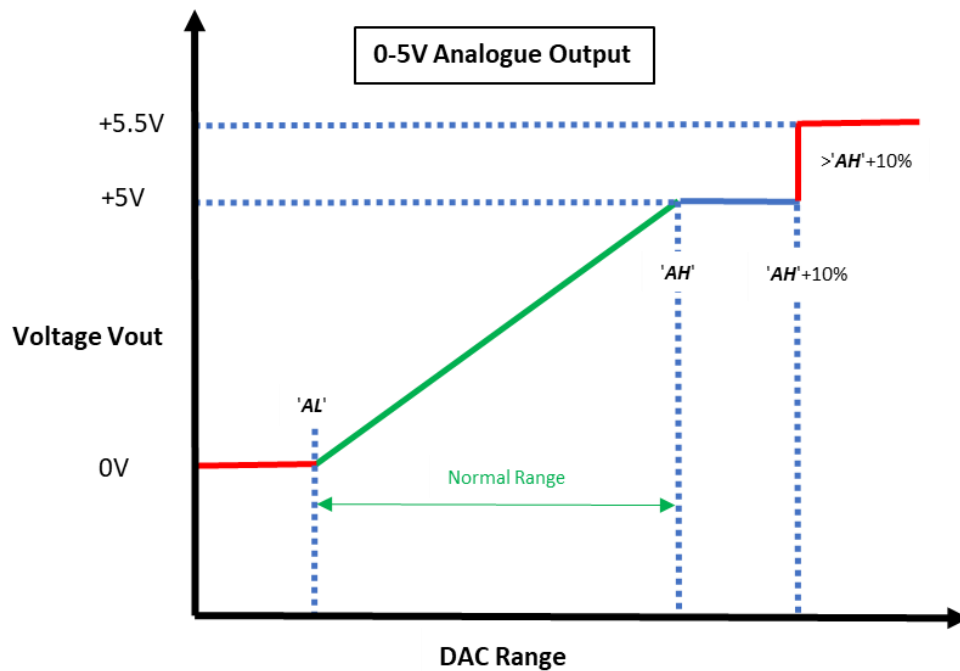 0-5V Analogue Output
+5.5V
>'AH'+10%
+5V
'AH'
'AH'+10%
Voltage Vout
'AL'
0V
Normal Range
DAC Range